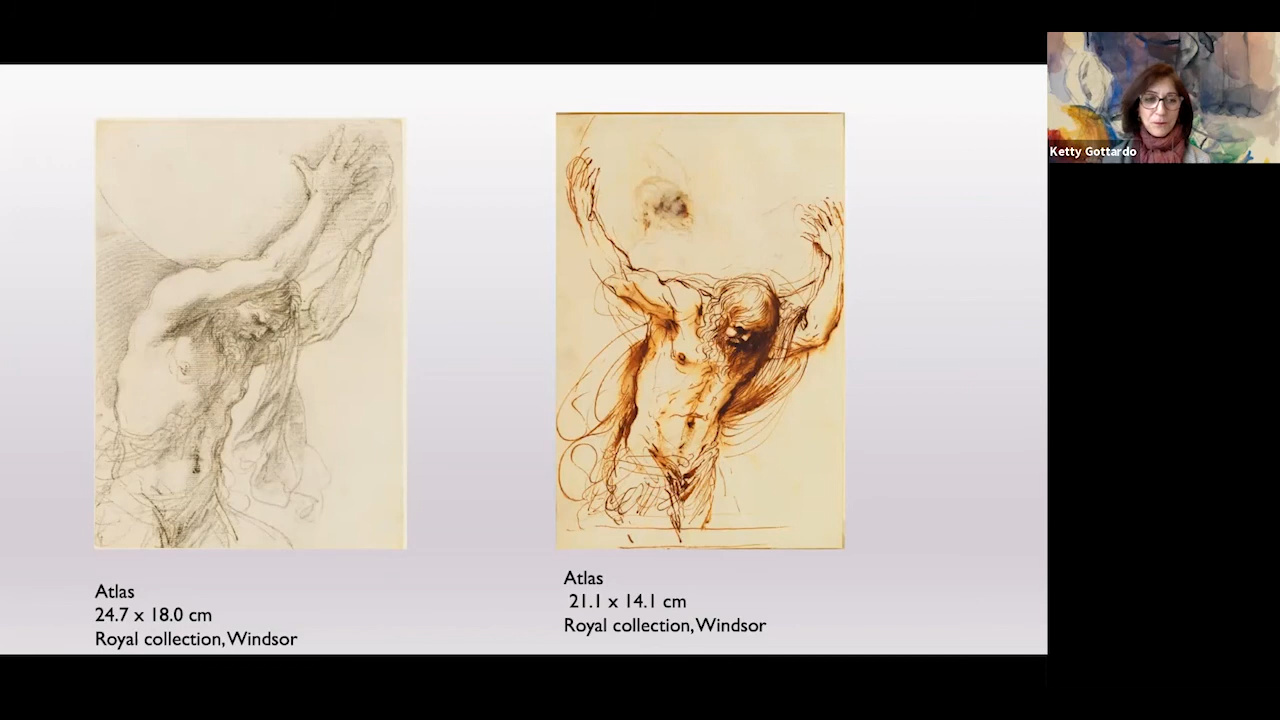 Ketty Gottardo
Atlas
24.7 x 18.0 cm
Royal collection, Windsor
Atlas
21.1 x 14.1 cm
Royal collection, Windsor